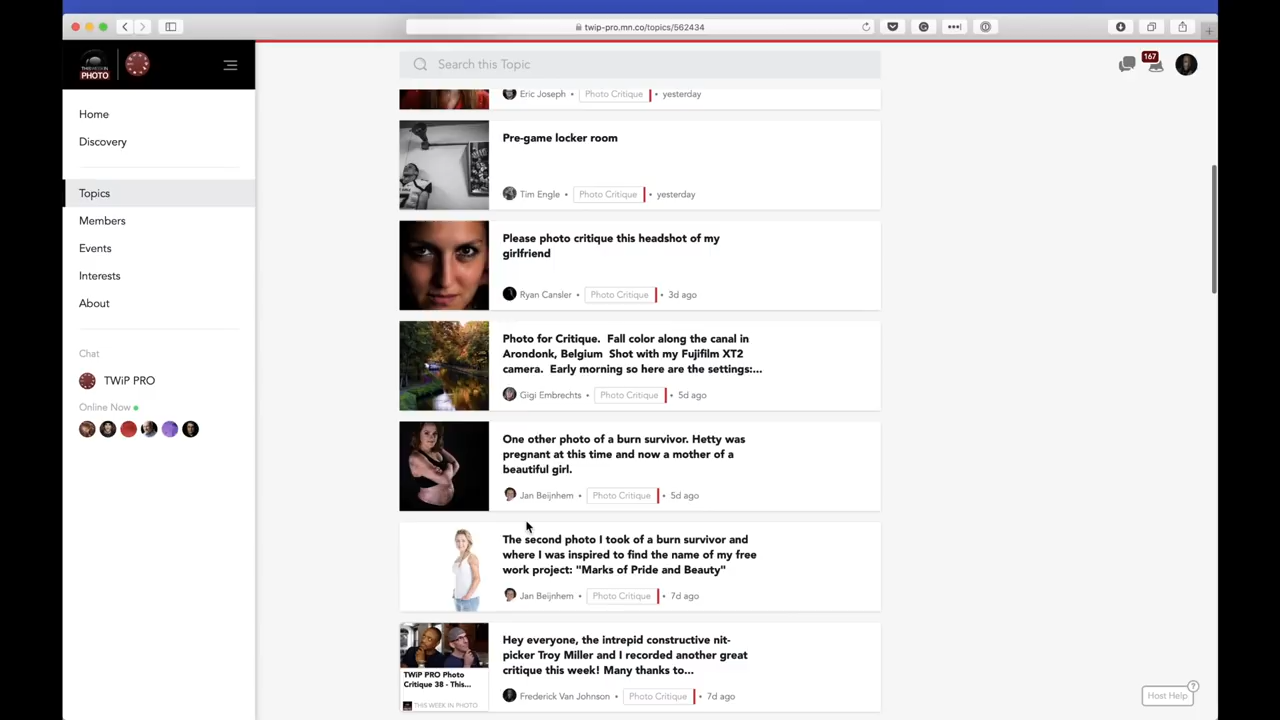 twip-pro.mn.co/topics/562434
THIS WEEK IN
PHOTO
Search this Topic
167
Home
Discovery
Topics
Members
Events
Interests
About
Chat
TWiP PRO
Online Now
Eric Joseph • Photo Critique • yesterday
Pre-game locker room
Tim Engle • Photo Critique • yesterday
Please photo critique this headshot of my
girlfriend
Ryan Cansler • Photo Critique • 3d ago
Photo for Critique. Fall color along the canal in
Arondonk, Belgium Shot with my Fujifilm XT2
camera. Early morning so here are the settings:...
Gigi Embrechts • Photo Critique • 5d ago
One other photo of a burn survivor. Hetty was
pregnant at this time and now a mother of a
beautiful girl.
Jan Beijnhem • Photo Critique • 5d ago
The second photo I took of a burn survivor and
where I was inspired to find the name of my free
work project: "Marks of Pride and Beauty"
Jan Beijnhem • Photo Critique • 7d ago
TWiP PRO Photo
Critique 38 - This...
THIS WEEK IN PHOTO
Hey everyone, the intrepid constructive nit-
picker Troy Miller and I recorded another great
critique this week! Many thanks to...
Frederick Van Johnson • Photo Critique • 7d ago
Host Help
?